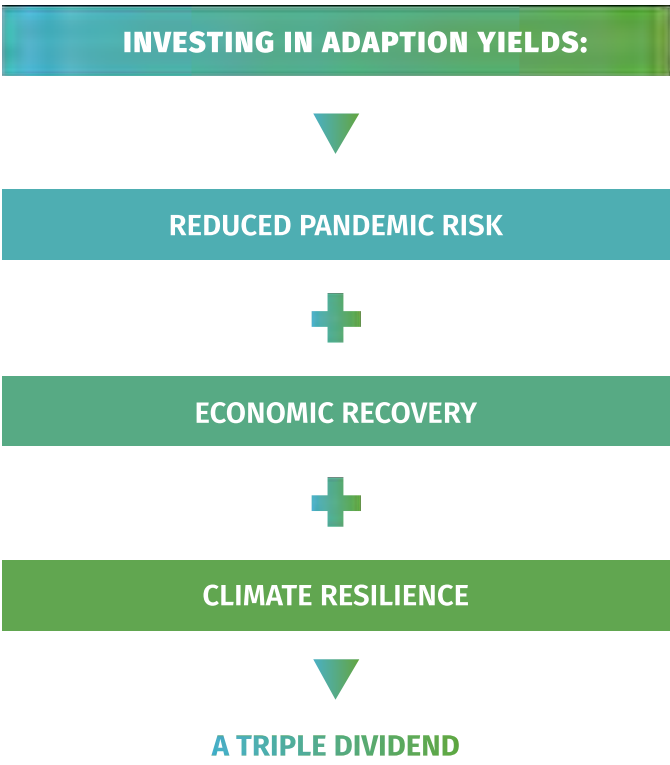 INVESTING IN ADAPTION YIELDS:
REDUCED PANDEMIC RISK
ECONOMIC RECOVERY
CLIMATE RESILIENCE
A TRIPLE DIVIDEND